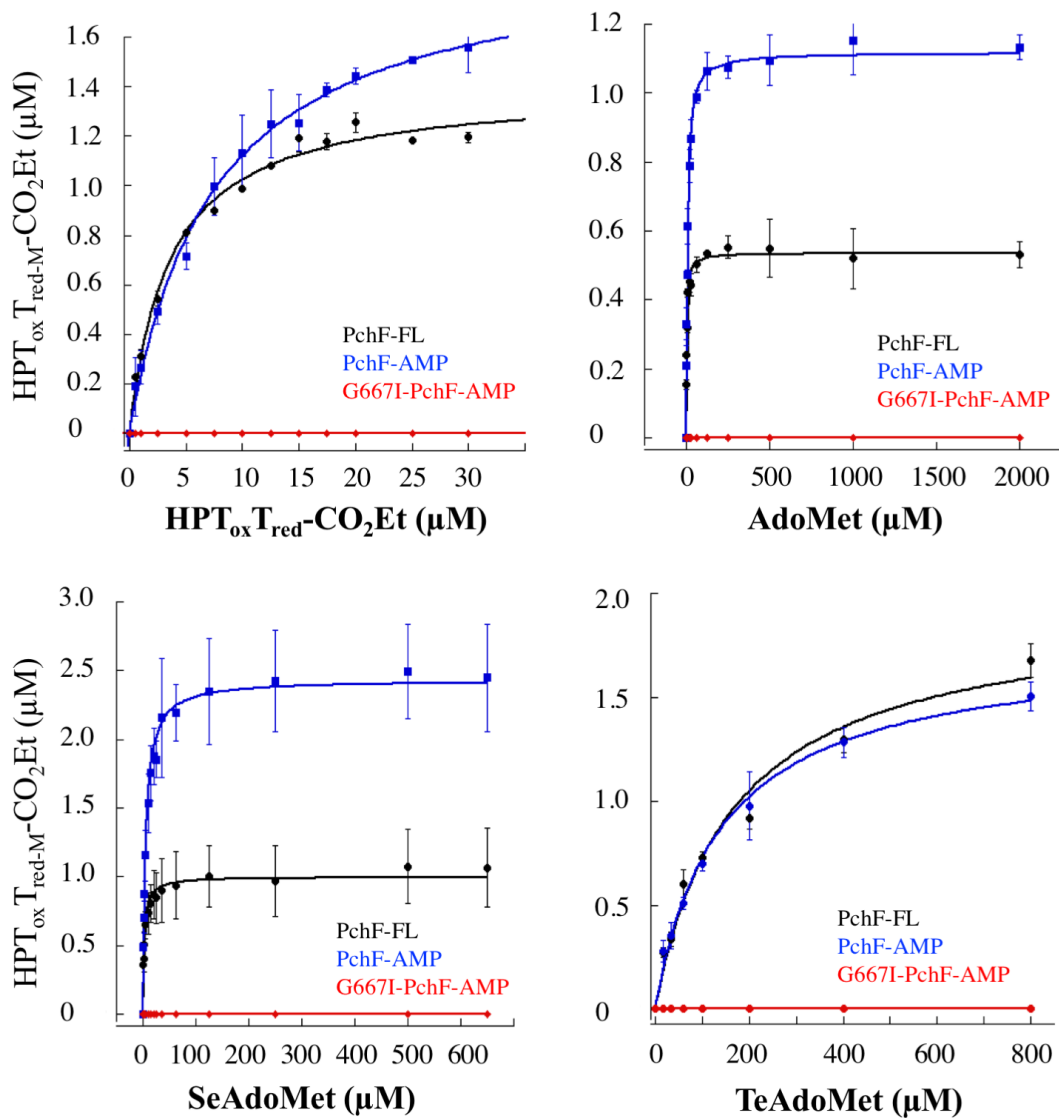 HPToxTred-M-CO2Et (µM)
1.6
1.4
1.2
1.0
0.8
0.6
0.4
0.2
0
PchF-FL
PchF-AMP
G667I-PchF-AMP
0 5 10 15 20 25 30
HPToxTred-CO2Et (µM)
1.2
1.0
0.8
0.6
0.4
0.2
0
PchF-FL
PchF-AMP
G667I-PchF-AMP
0 500 1000 1500 2000
AdoMet (µM)
HPToxTred-M-CO2Et (µM)
3.0
2.5
2.0
1.5
1.0
0.5
0
PchF-FL
PchF-AMP
G667I-PchF-AMP
0 100 200 300 400 500 600
SeAdoMet (µM)
2.0
1.5
1.0
0.5
0
PchF-FL
PchF-AMP
G667I-PchF-AMP
0 200 400 600 800
TeAdoMet (µM)